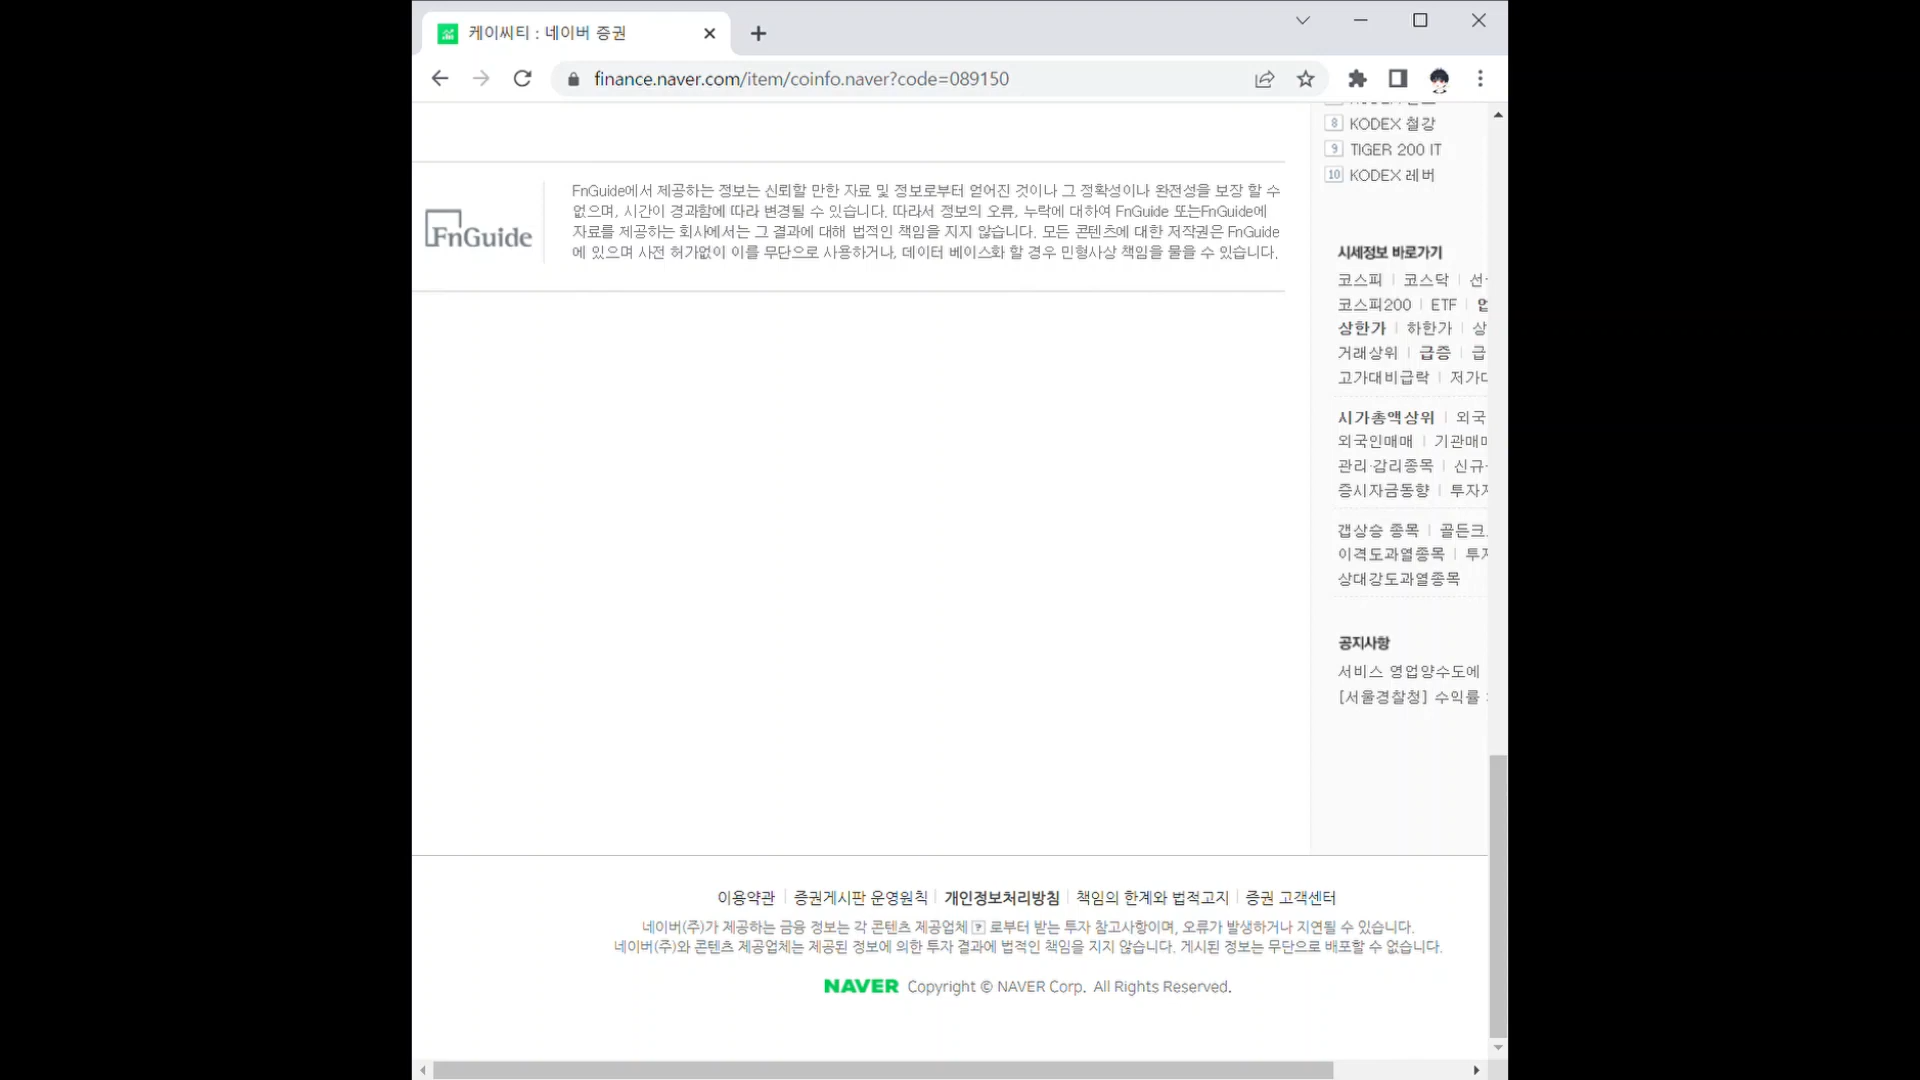 케이씨티 : 네이버 증권
finance.naver.com/item/coinfo.naver?code=089150
8 KODEX 철강
9 TIGER 200 IT
10 KODEX 레버
FnGuide
FnGuide에서 제공하는 정보는 신뢰할 만한 자료 및 정보로부터 얻어진 것이나 그 정확성이나 완전성을 보장 할 수
없으며, 시간이 경과함에 따라 변경될 수 있습니다. 따라서 정보의 오류, 누락에 대하여 FnGuide 또는FnGuide에
자료를 제공하는 회사에서는 그 결과에 대해 법적인 책임을 지지 않습니다. 모든 콘텐츠에 대한 저작권은 FnGuide
에 있으며 사전 허가없이 이를 무단으로 사용하거나, 데이터 베이스화 할 경우 민형사상 책임을 물을 수 있습니다.
시세정보 바로가기
코스피 코스닥
코스피200 ETF
상한가 하한가
거래상위 급증
고가대비급락
시가총액상위
외국인매매
관리·감리종목
증시자금동향
갭상승 종목
이격도과열종목
상대강도과열종목
공지사항
서비스 영업양수도에
[서울경찰청] 수익률
이용약관 증권게시판 운영원칙 개인정보처리방침 책임의 한계와 법적고지 증권 고객센터
네이버(주)가 제공하는 금융 정보는 각 콘텐츠 제공업체 ? 로부터 받는 투자 참고사항이며, 오류가 발생하거나 지연될 수 있습니다.
네이버(주)와 콘텐츠 제공업체는 제공된 정보에 의한 투자 결과에 법적인 책임을 지지 않습니다. 게시된 정보는 무단으로 배포할 수 없습니다.
NAVER Copyright © NAVER Corp. All Rights Reserved.